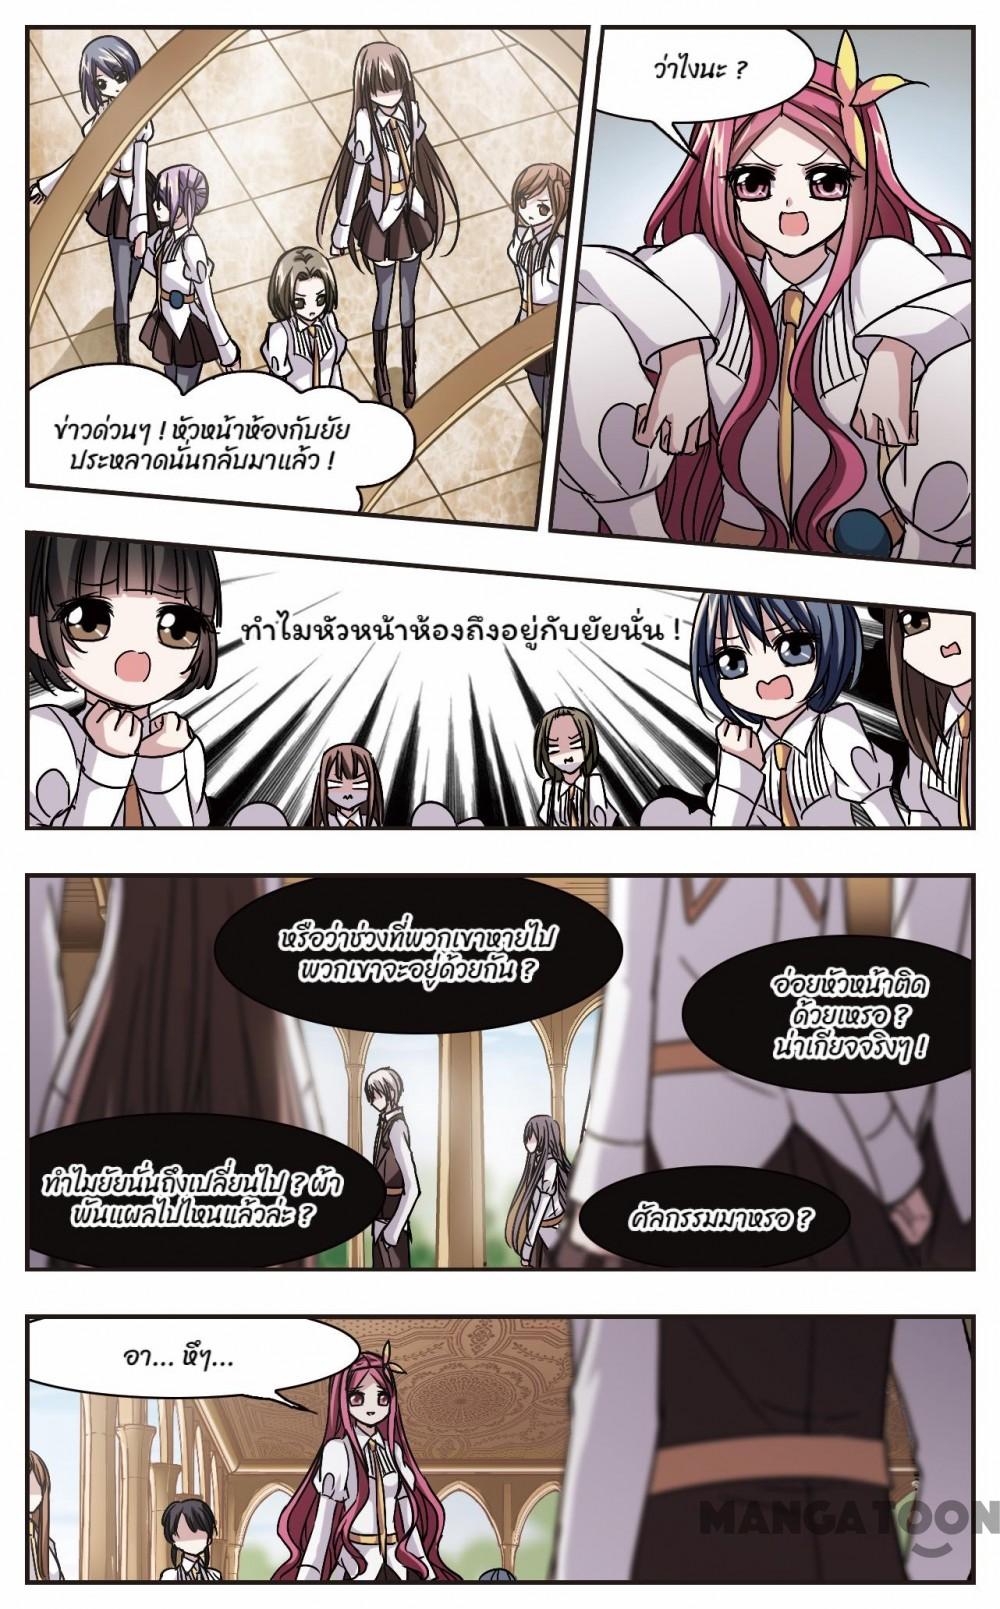 ข่าวด่วนๆ ! หัวหน้าห้องกับยัย
ประหลาดนั่นกลับมาแล้ว !
ว่าไงนะ ?
ทำไมหัวหน้าห้องถึงอยู่กับยัยนั่น !
หรือว่าช่วงที่พวกเขาหายไป
พวกเขาจะอยู่ด้วยกัน ?
อ่อยหัวหน้าติด
ด้วยเหรอ ?
น่าเกียจจริงๆ !
ทำไมยัยนั่นถึงเปลี่ยนไป ? ผ้า
พันแผลไปไหนแล้วล่ะ ?
ศัลกรรมมาหรอ ?
อา... หึๆ...
MANGATOON